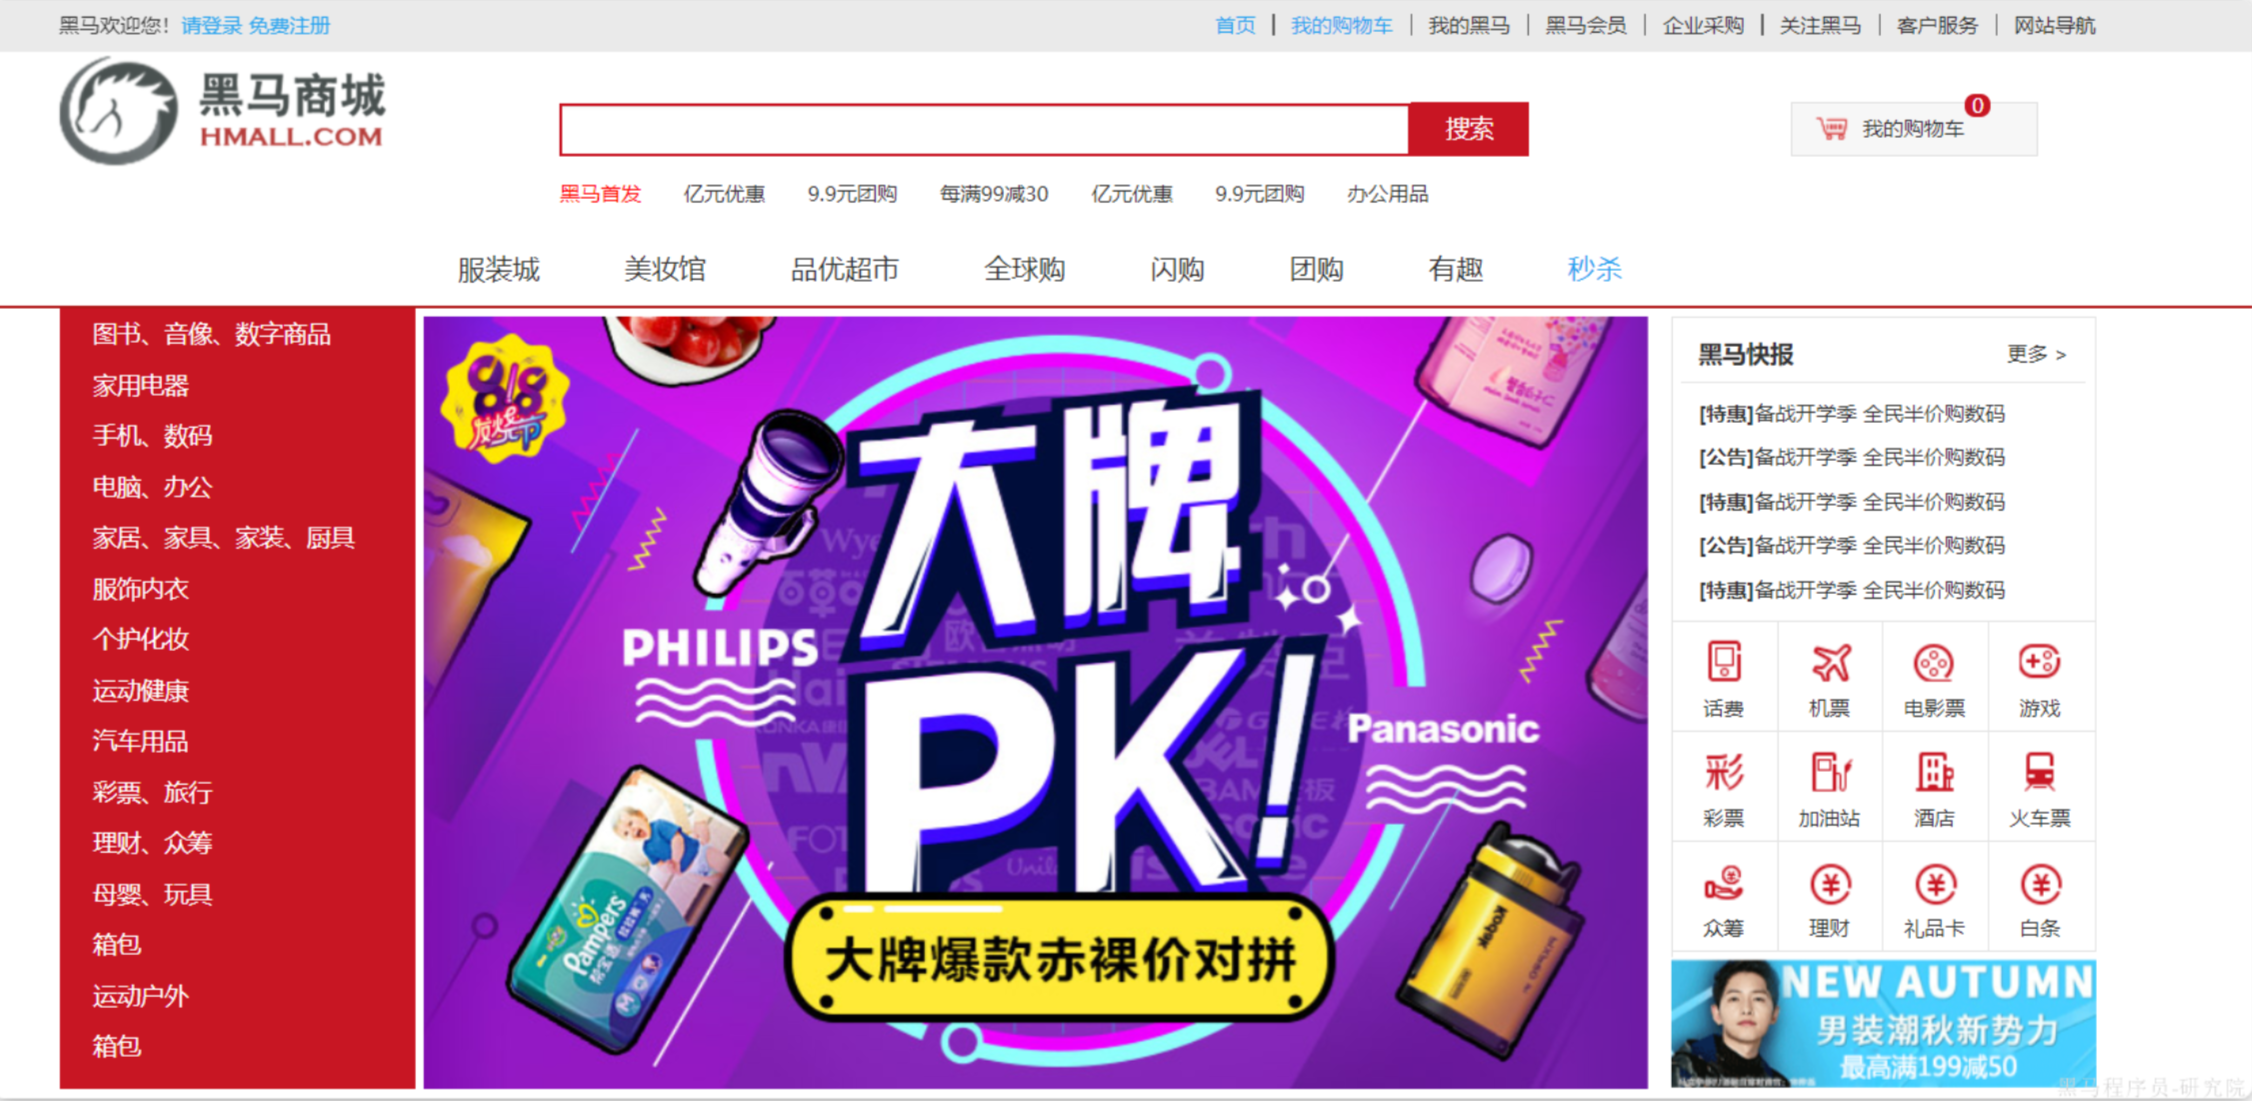 黑马欢迎您! 请登录 免费注册
首页 | 我的购物车 | 我的黑马 | 黑马会员 | 企业采购 | 关注黑马 | 客户服务 | 网站导航
黑马商城
HMALL.COM
搜索
0
我的购物车
黑马首发 亿元优惠 9.9元团购 每满99减30 亿元优惠 9.9元团购 办公用品
服装城 美妆馆 品优超市 全球购 闪购 团购 有趣 秒杀
图书、音像、数字商品
家用电器
手机、数码
电脑、办公
家居、家具、家装、厨具
服饰内衣
个护化妆
运动健康
汽车用品
彩票、旅行
理财、众筹
母婴、玩具
箱包
运动户外
箱包
818
发烧节
大牌
PK!
PHILIPS
Panasonic
Pampers
kodak
大牌爆款赤裸价对拼
黑马快报 更多 >
[特惠]备战开学季 全民半价购数码
[公告]备战开学季 全民半价购数码
[特惠]备战开学季 全民半价购数码
[公告]备战开学季 全民半价购数码
[特惠]备战开学季 全民半价购数码
话费 机票 电影票 游戏
彩
彩票 加油站 酒店 火车票
众筹 理财 礼品卡 白条
NEW AUTUMN
男装潮秋新势力
最高满199减50
黑马程序员-研究院